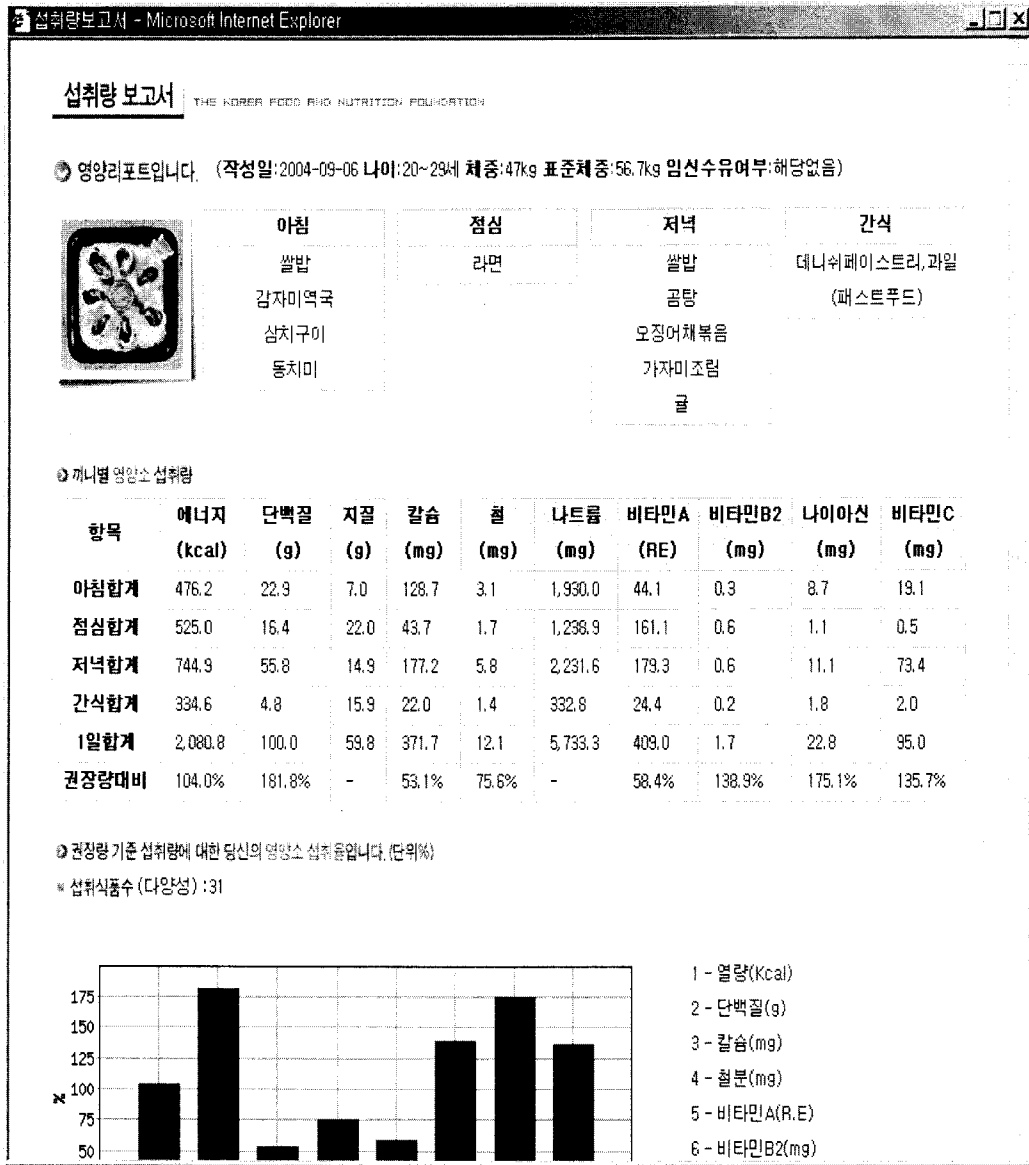 섭취량보고서 - Microsoft Internet Explorer
섭취량 보고서 THE KOREA FOOD AND NUTRITION FOUNDATION
영양리포트입니다. (작성일:2004-09-06 나이:20~29세 체중:47kg 표준체중:56.7kg 임신수유여부:해당없음)
아침 점심 저녁 간식
쌀밥 라면 쌀밥 데니쉬페이스트리,과일
감자미역국 곰탕 (패스트푸드)
삼치구이 오징어채볶음
동치미 가자미조림
귤
끼니별 영양소 섭취량
항목 에너지 단백질 지질 칼슘 철 나트륨 비타민A 비타민B2 나이아신 비타민C
(kcal) (g) (g) (mg) (mg) (mg) (RE) (mg) (mg) (mg)
아침합계 476.2 22.9 7.0 128.7 3.1 1,930.0 44.1 0.3 8.7 19.1
점심합계 525.0 16.4 22.0 43.7 1.7 1,238.9 161.1 0.6 1.1 0.5
저녁합계 744.9 55.8 14.9 177.2 5.8 2,231.6 179.3 0.6 11.1 73.4
간식합계 334.6 4.8 15.9 22.0 1.4 332.8 24.4 0.2 1.8 2.0
1일합계 2,080.8 100.0 59.8 371.7 12.1 5,733.3 409.0 1.7 22.8 95.0
권장량대비 104.0% 181.8% - 53.1% 75.6% - 58.4% 138.9% 175.1% 135.7%
권장량 기준 섭취량에 대한 당신의 영양소 섭취율입니다.(단위%)
※ 섭취식품수 (다양성) :31
175
150
125
100
75
50
%
1 - 열량(Kcal)
2 - 단백질(g)
3 - 칼슘(mg)
4 - 철분(mg)
5 - 비타민A(R.E)
6 - 비타민B2(mg)